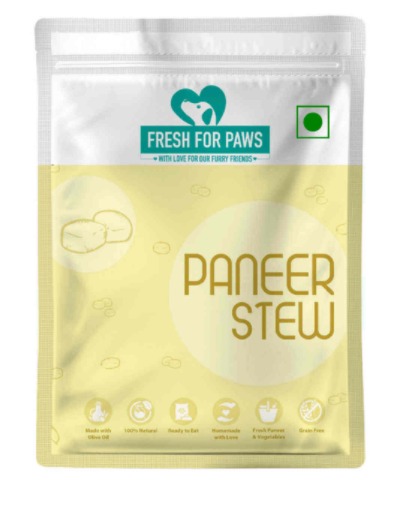 FRESH FOR PAWS
WITH LOVE FOR OUR FURRY FRIENDS
PANEER
STEW
Made with
Olive Oil
100% Natural
Ready to Eat
Homemade
with Love
Fresh Paneer
& Vegetables
Grain Free